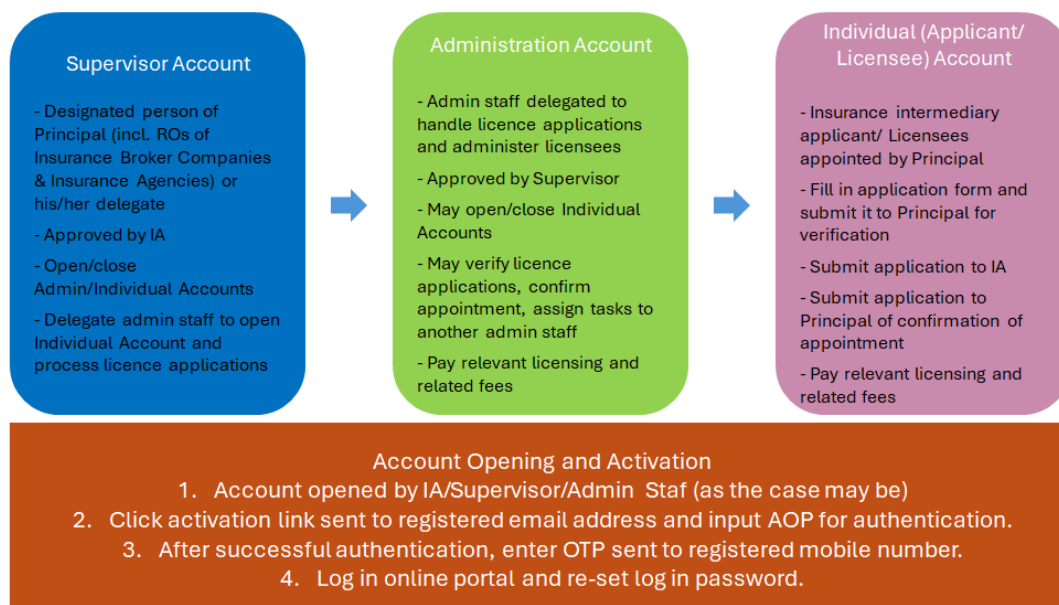 Supervisor Account
- Designated person of
Principal (incl. ROs of
Insurance Broker Companies
& Insurance Agencies) or
his/her delegate
- Approved by IA
- Open/close
Admin/Individual Accounts
- Delegate admin staff to open
Individual Account and
process licence applications
Administration Account
- Admin staff delegated to
handle licence applications
and administer licensees
- Approved by Supervisor
- May open/close Individual
Accounts
- May verify licence
applications, confirm
appointment, assign tasks to
another admin staff
- Pay relevant licensing and
related fees
Individual (Applicant/
Licensee) Account
- Insurance intermediary
applicant/ Licensees
appointed by Principal
- Fill in application form and
submit it to Principal for
verification
- Submit application to IA
- Submit application to
Principal of confirmation of
appointment
- Pay relevant licensing and
related fees
Account Opening and Activation
1. Account opened by IA/Supervisor/Admin Staf (as the case may be)
2. Click activation link sent to registered email address and input AOP for authentication.
3. After successful authentication, enter OTP sent to registered mobile number.
4. Log in online portal and re-set log in password.